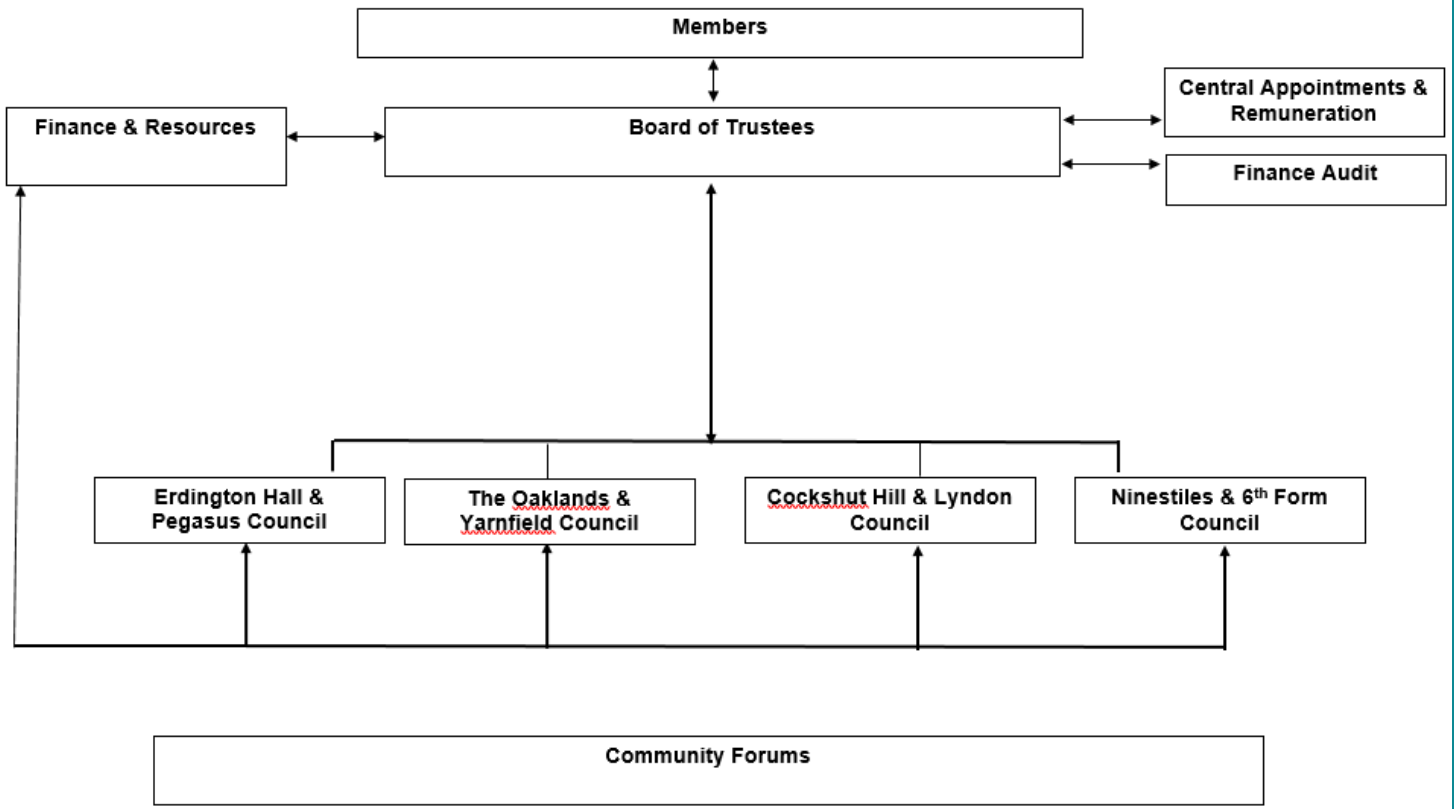 Members
Central Appointments &
Remuneration
Finance & Resources
Board of Trustees
Finance Audit
Erdington Hall &
Pegasus Council
The Oaklands &
Yarnfield Council
Cockshut Hill & Lyndon
Council
Ninestiles & 6th Form
Council
Community Forums